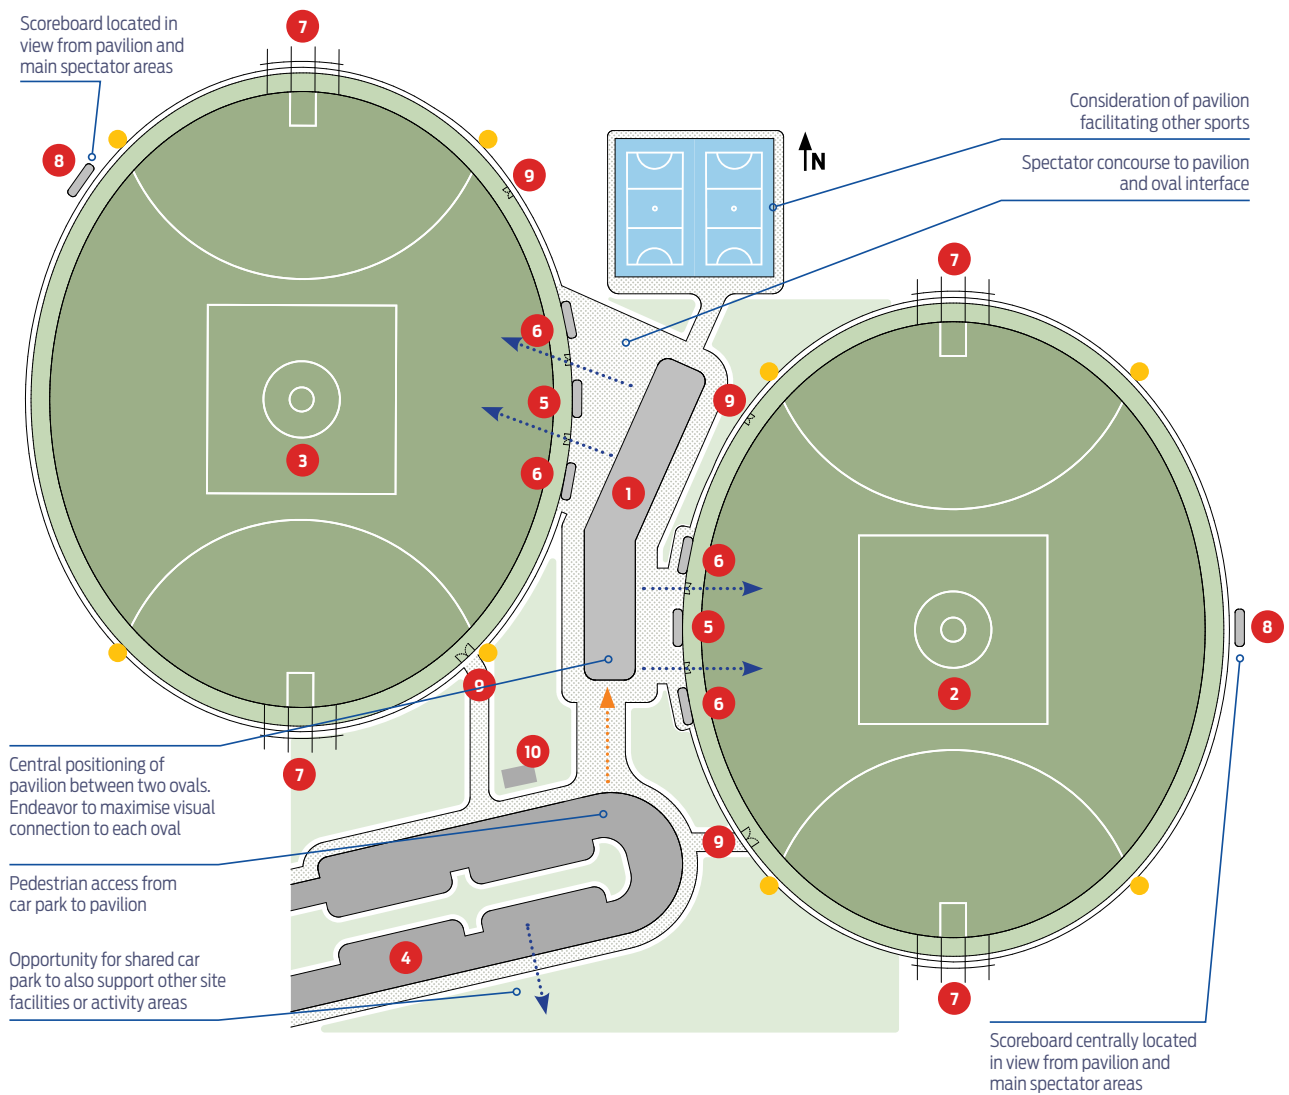 Scoreboard located in
view from pavilion and
main spectator areas
7
8
9
Consideration of pavilion
facilitating other sports
N
Spectator concourse to pavilion
and oval interface
7
6
5
6
3
9
1
6
5
6
2
8
9
10
7
9
4
7
Central positioning of
pavilion between two ovals.
Endeavor to maximise visual
connection to each oval
Pedestrian access from
car park to pavilion
Opportunity for shared car
park to also support other site
facilities or activity areas
Scoreboard centrally located
in view from pavilion and
main spectator areas